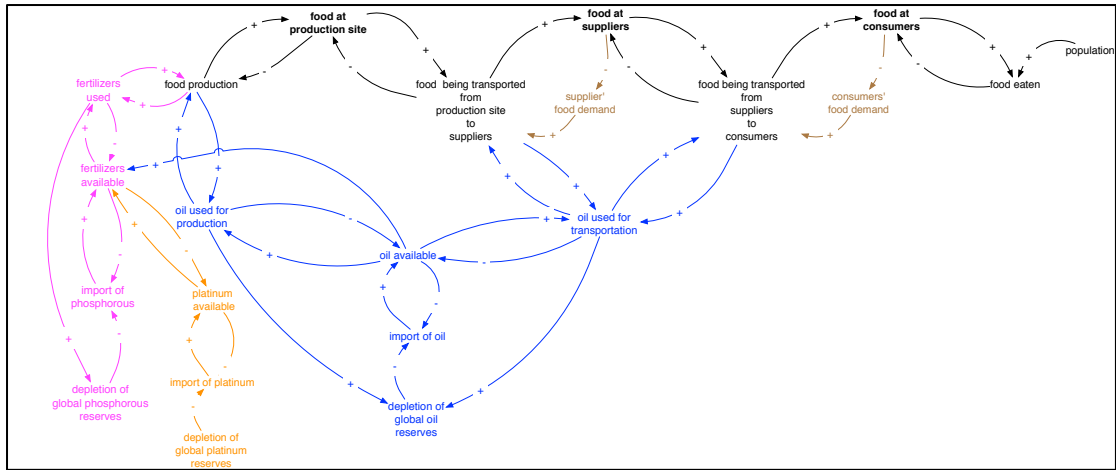 food at
production site
food at
suppliers
food at
consumers
population
fertilizers
used
food production
food being transported
from
production site
to
suppliers
supplier'
food demand
food being transported
from
suppliers
to
consumers
consumers'
food demand
food eaten
fertilizers
available
oil used for
production
oil used for
transportation
oil available
import of
phosphorous
platinum
available
import of oil
import of platinum
depletion of
global phosphorous
reserves
depletion of
global oil
reserves
depletion of
global platinum
reserves